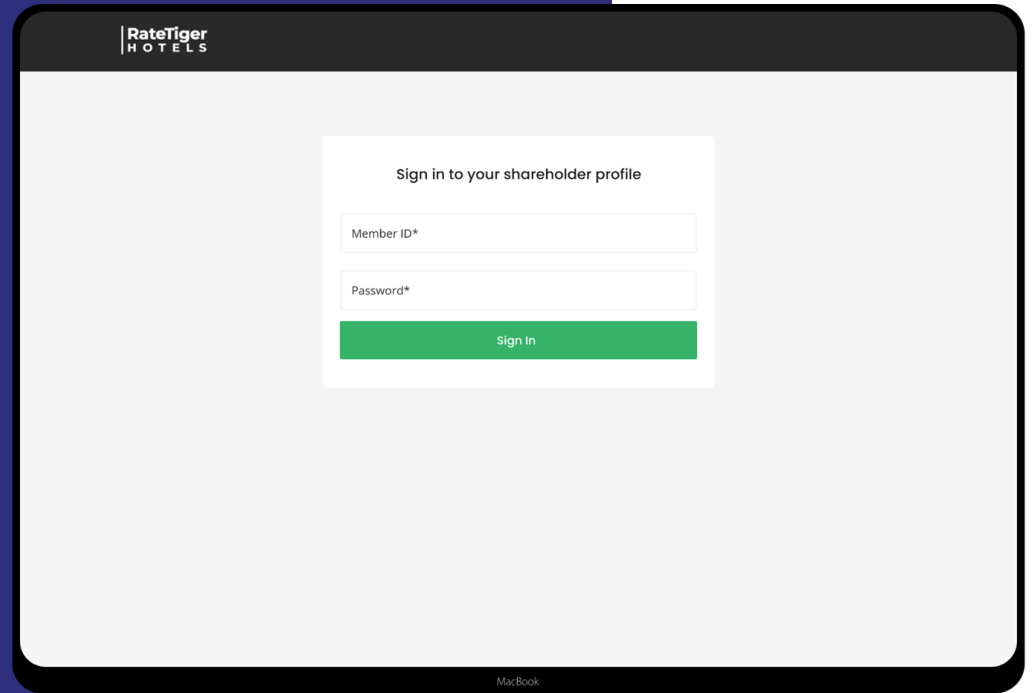 RateTiger
HOTELS
Sign in to your shareholder profile
Member ID*
Password*
Sign In
MacBook